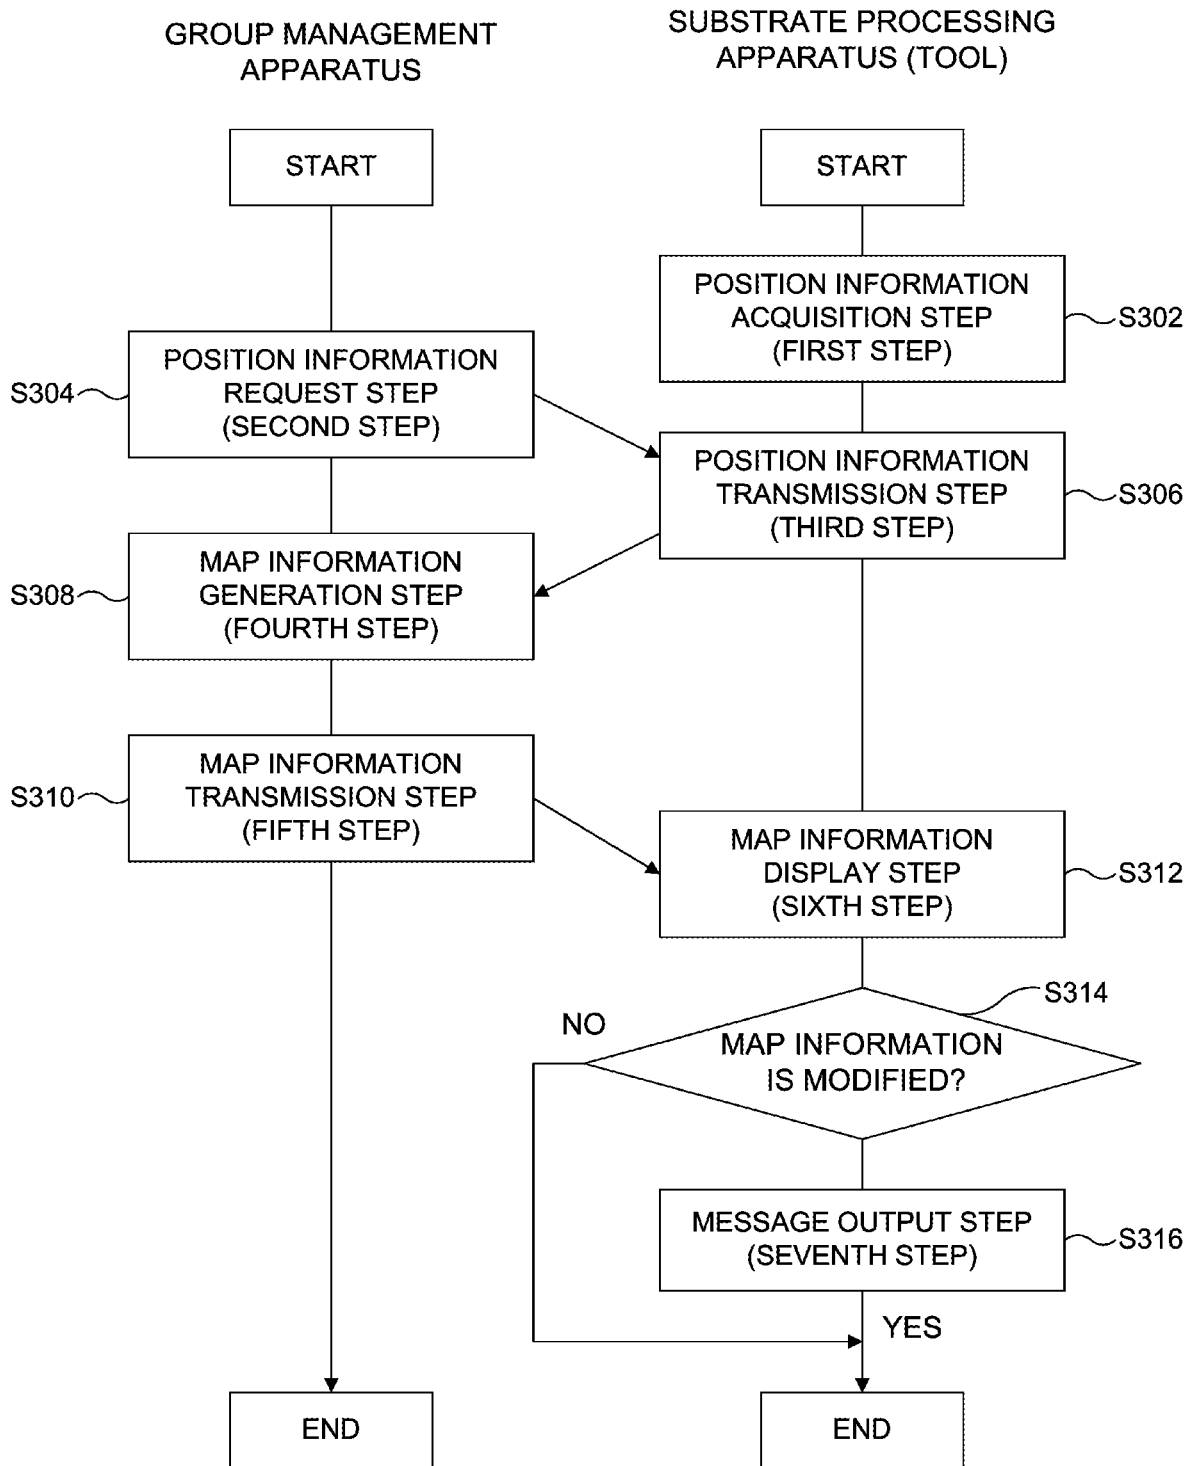 GROUP MANAGEMENT
APPARATUS
SUBSTRATE PROCESSING
APPARATUS (TOOL)
START
START
POSITION INFORMATION
ACQUISITION STEP
(FIRST STEP)
S302
S304
POSITION INFORMATION
REQUEST STEP
(SECOND STEP)
POSITION INFORMATION
TRANSMISSION STEP
(THIRD STEP)
S306
S308
MAP INFORMATION
GENERATION STEP
(FOURTH STEP)
S310
MAP INFORMATION
TRANSMISSION STEP
(FIFTH STEP)
MAP INFORMATION
DISPLAY STEP
(SIXTH STEP)
S312
S314
NO
MAP INFORMATION
IS MODIFIED?
MESSAGE OUTPUT STEP
(SEVENTH STEP)
S316
YES
END
END